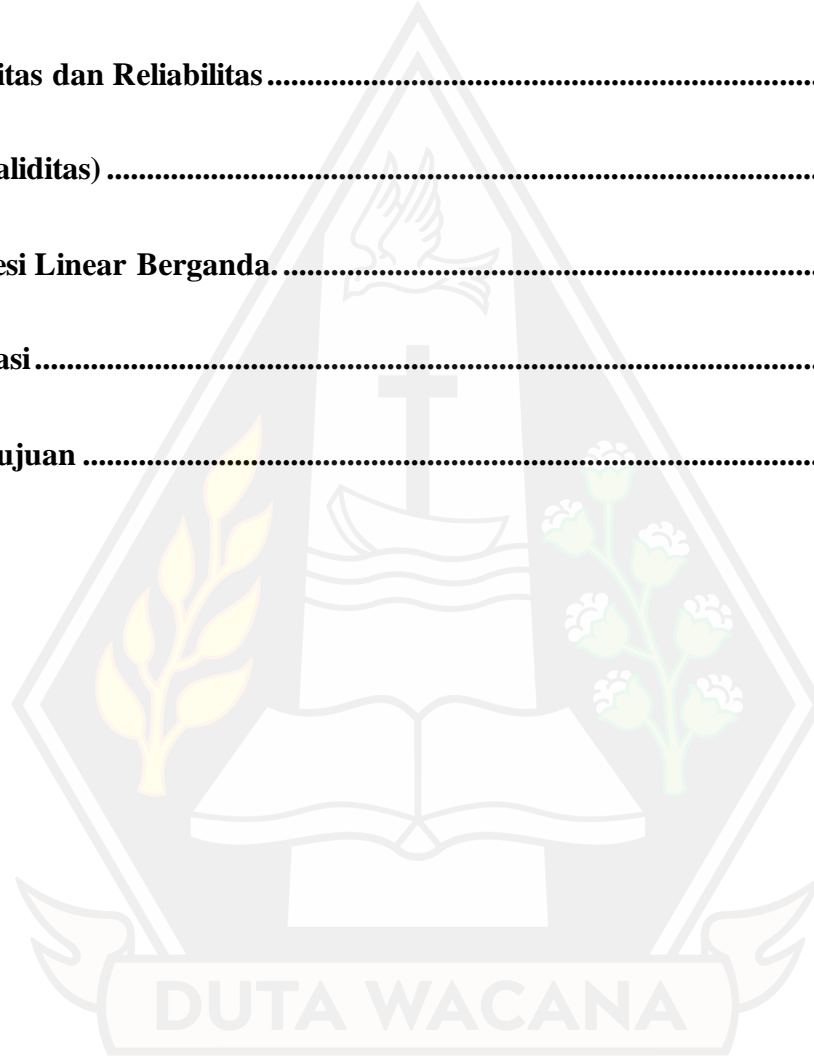 itas dan Reliabilitas ........................................................................
aliditas) ............................................................................................
esi Linear Berganda. ......................................................................
asi .....................................................................................................
ujuan ...............................................................................................
DUTA WACANA